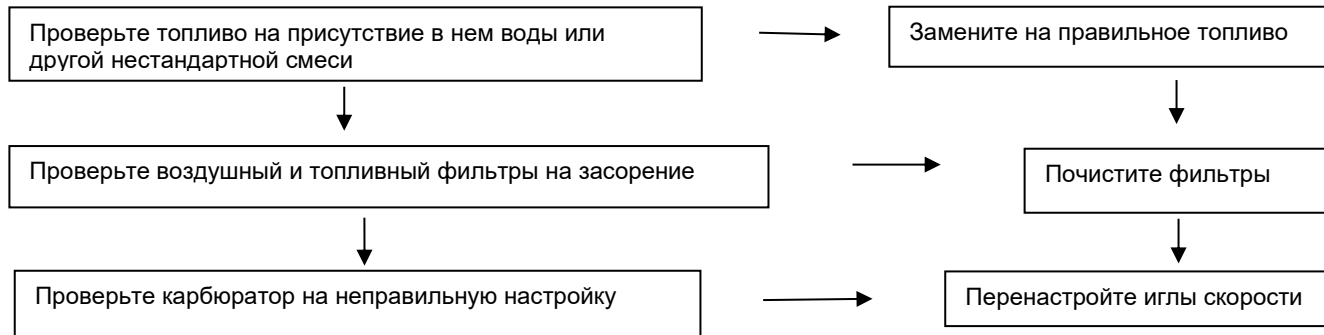 Проверьте топливо на присутствие в нем воды или
другой нестандартной смеси
Замените на правильное топливо
Проверьте воздушный и топливный фильтры на засорение
Почистите фильтры
Проверьте карбюратор на неправильную настройку
Перенастройте иглы скорости